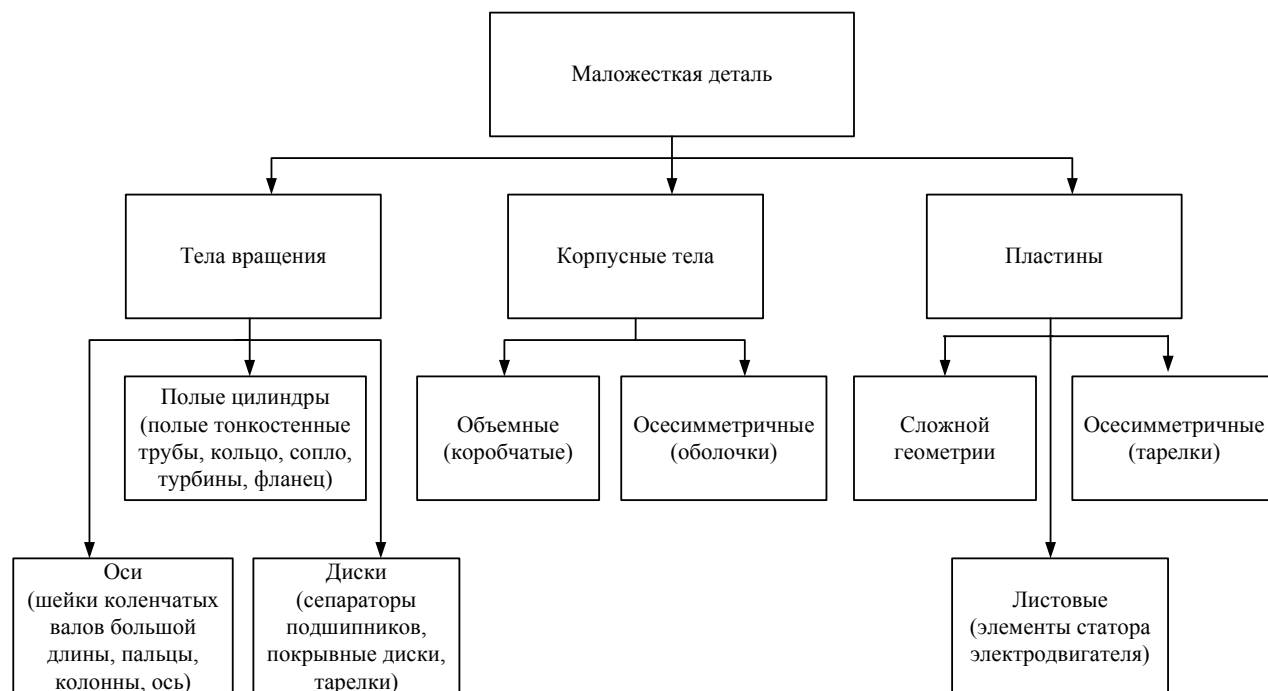 Маложесткая деталь
Тела вращения
Корпусные тела
Пластины
Полые цилиндры
(полые тонкостенные
трубы, кольцо, сопло,
турбины, фланец)
Объемные
(коробчатые)
Осесимметричные
(оболочки)
Сложной
геометрии
Осесимметричные
(тарелки)
Оси
(шейки коленчатых
валов большой
длины, пальцы,
колонны, ось)
Диски
(сепараторы
подшипников,
покрывные диски,
тарелки)
Листовые
(элементы статора
электродвигателя)